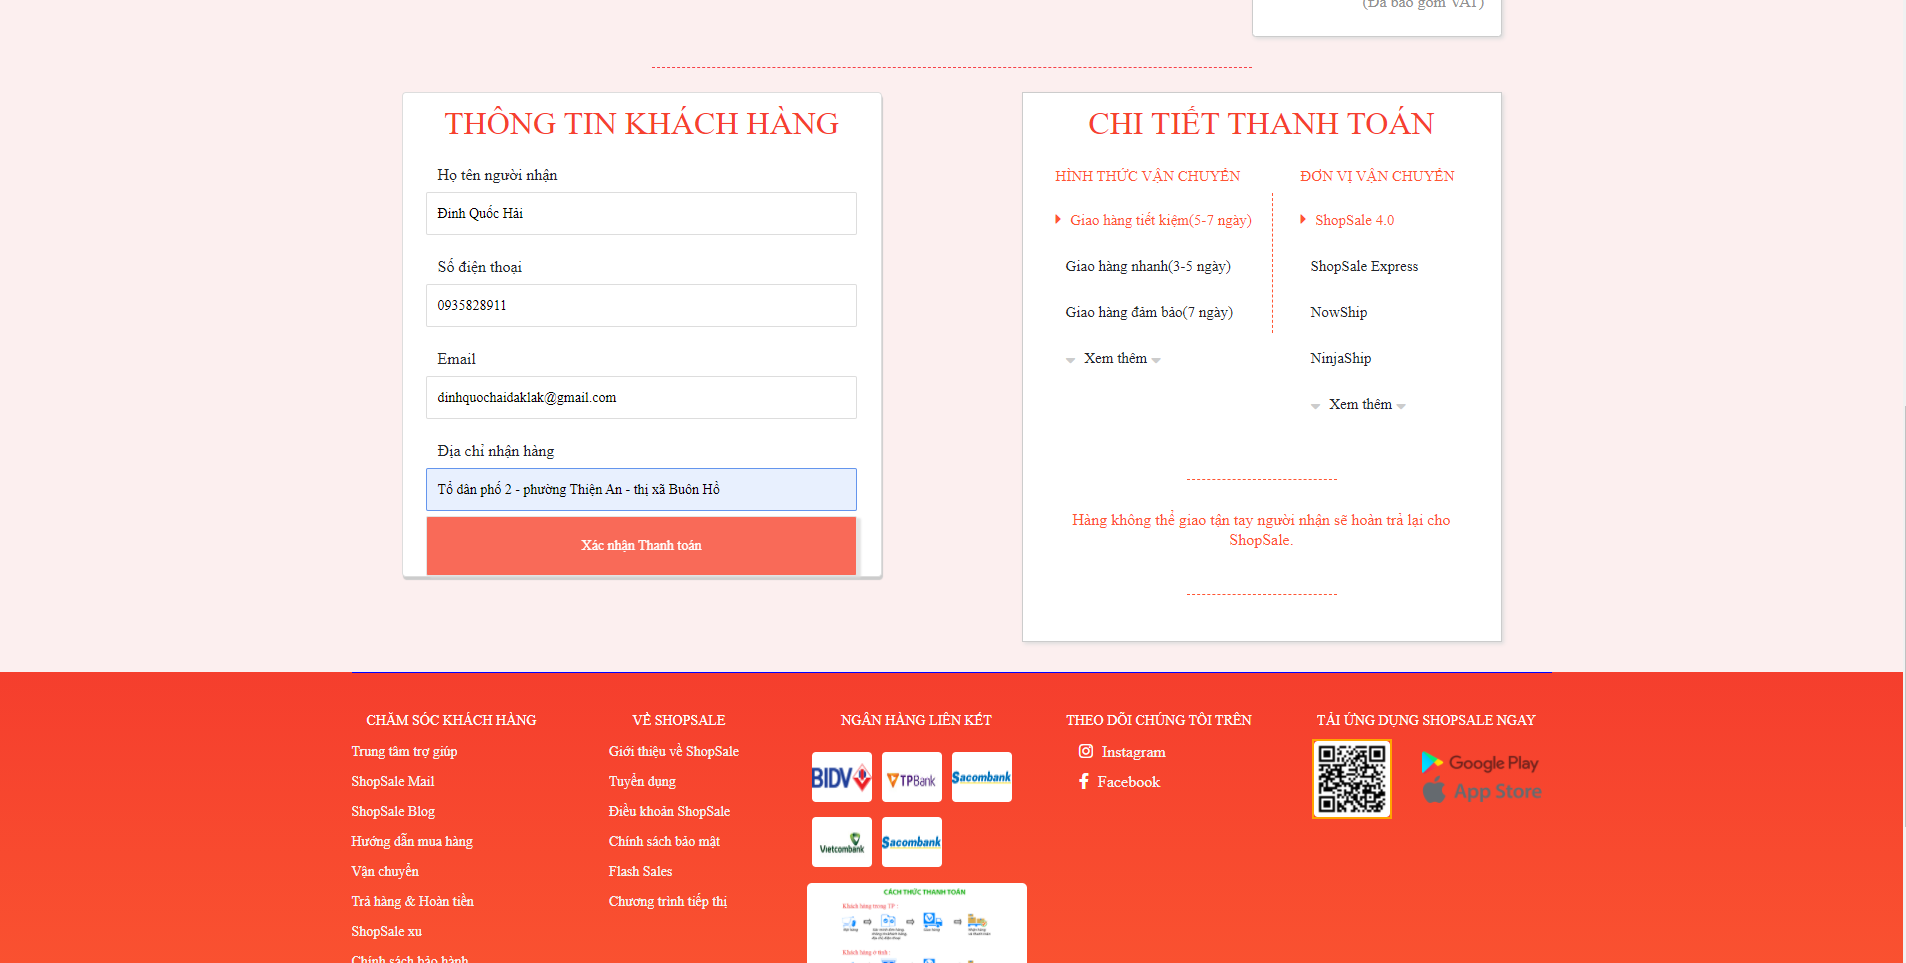 (Đã bao gồm VAT)
THÔNG TIN KHÁCH HÀNG
Họ tên người nhận
Đinh Quốc Hải
Số điện thoại
0935828911
Email
dinhquochaidaklak@gmail.com
Địa chỉ nhận hàng
Tổ dân phố 2 - phường Thiện An - thị xã Buôn Hồ
Xác nhận Thanh toán
CHI TIẾT THANH TOÁN
HÌNH THỨC VẬN CHUYỂN
Giao hàng tiết kiệm(5-7 ngày)
Giao hàng nhanh(3-5 ngày)
Giao hàng đảm bảo(7 ngày)
Xem thêm
ĐƠN VỊ VẬN CHUYỂN
ShopSale 4.0
ShopSale Express
NowShip
NinjaShip
Xem thêm
Hàng không thể giao tận tay người nhận sẽ hoàn trả lại cho
ShopSale.
CHĂM SÓC KHÁCH HÀNG
Trung tâm trợ giúp
ShopSale Mail
ShopSale Blog
Hướng dẫn mua hàng
Vận chuyển
Trả hàng & Hoàn tiền
ShopSale xu
Chính sách bảo hành
VỀ SHOPSALE
Giới thiệu về ShopSale
Tuyển dụng
Điều khoản ShopSale
Chính sách bảo mật
Flash Sales
Chương trình tiếp thị
NGÂN HÀNG LIÊN KẾT
BIDV
TPBank
Sacombank
Vietcombank
Sacombank
CÁCH THỨC THANH TOÁN
Khách hàng trong TP :
Khách hàng ở tỉnh :
THEO DÕI CHÚNG TÔI TRÊN
Instagram
Facebook
TẢI ỨNG DỤNG SHOPSALE NGAY
Google Play
App Store